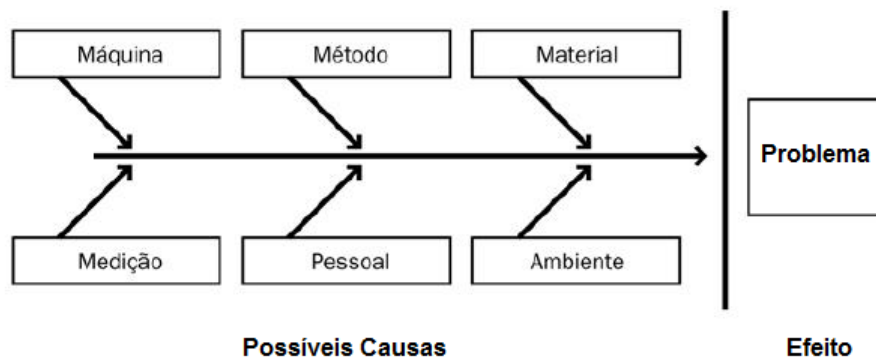 Máquina
Método
Material
Problema
Medição
Pessoal
Ambiente
Possíveis Causas
Efeito